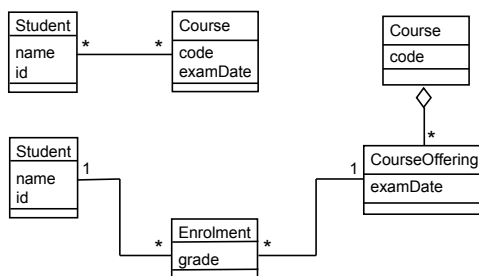 Student
name
id
*
*
Course
code
examDate
Course
code
*
Student
name
id
1
*
Enrolment
grade
*
1
CourseOffering
examDate